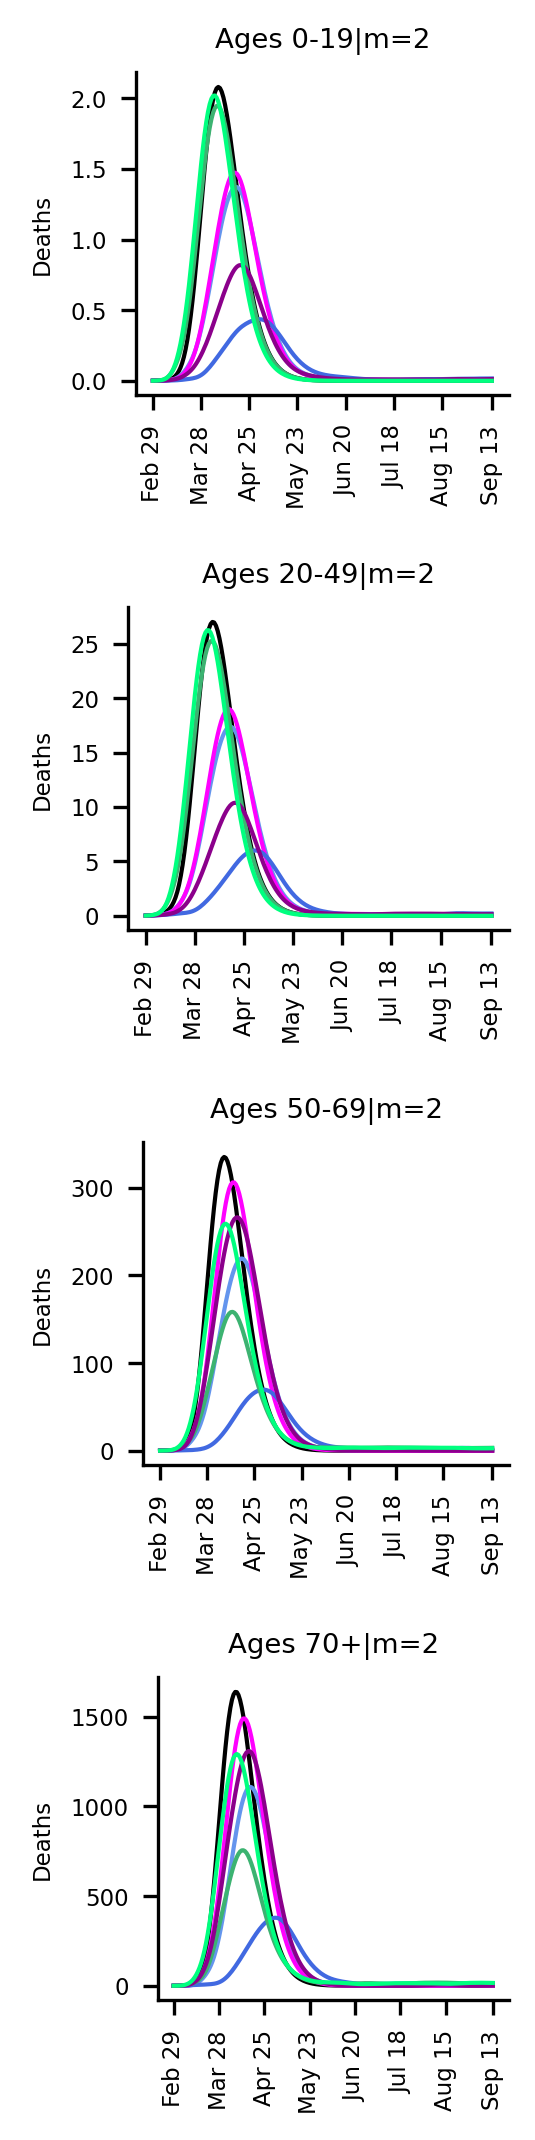 Ages 0-19|m=2
2.0
1.5
1.0
0.5
0.0
Deaths
Feb 29
Mar 28
Apr 25
May 23
Jun 20
Jul 18
Aug 15
Sep 13
Ages 20-49|m=2
25
20
15
10
5
0
Deaths
Feb 29
Mar 28
Apr 25
May 23
Jun 20
Jul 18
Aug 15
Sep 13
Ages 50-69|m=2
300
200
100
0
Deaths
Feb 29
Mar 28
Apr 25
May 23
Jun 20
Jul 18
Aug 15
Sep 13
Ages 70+|m=2
1500
1000
500
0
Deaths
Feb 29
Mar 28
Apr 25
May 23
Jun 20
Jul 18
Aug 15
Sep 13